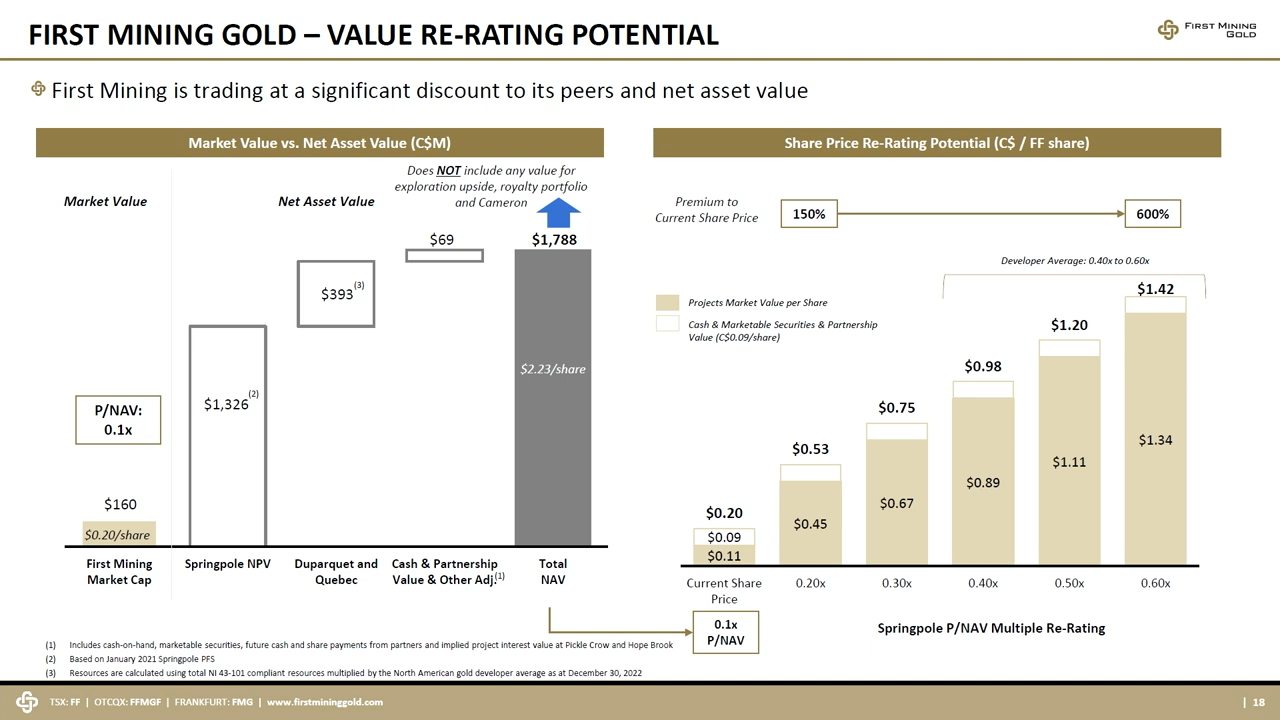 FIRST MINING GOLD – VALUE RE-RATING POTENTIAL
FIRST MINING
GOLD
First Mining is trading at a significant discount to its peers and net asset value
Market Value vs. Net Asset Value (C$M)
Does NOT include any value for
exploration upside, royalty portfolio
and Cameron
Market Value
Net Asset Value
$69
$1,788
$393(3)
$2.23/share
$1,326(2)
P/NAV:
0.1x
$160
$0.20/share
First Mining
Market Cap
Springpole NPV
Duparquet and
Quebec
Cash & Partnership
Value & Other Adj.(1)
Total
NAV
Share Price Re-Rating Potential (C$ / FF share)
Premium to
Current Share Price
150%
600%
Developer Average: 0.40x to 0.60x
Projects Market Value per Share
Cash & Marketable Securities & Partnership
Value (C$0.09/share)
$0.20
$0.09
$0.11
$0.53
$0.45
$0.75
$0.67
$0.98
$0.89
$1.20
$1.11
$1.42
$1.34
Current Share
Price
0.20x
0.30x
0.40x
0.50x
0.60x
0.1x
P/NAV
Springpole P/NAV Multiple Re-Rating
(1) Includes cash-on-hand, marketable securities, future cash and share payments from partners and implied project interest value at Pickle Crow and Hope Brook
(2) Based on January 2021 Springpole PFS
(3) Resources are calculated using total NI 43-101 compliant resources multiplied by the North American gold developer average as at December 30, 2022
TSX: FF | OTCQX: FFMGF | FRANKFURT: FMG | www.firstmininggold.com
| 18